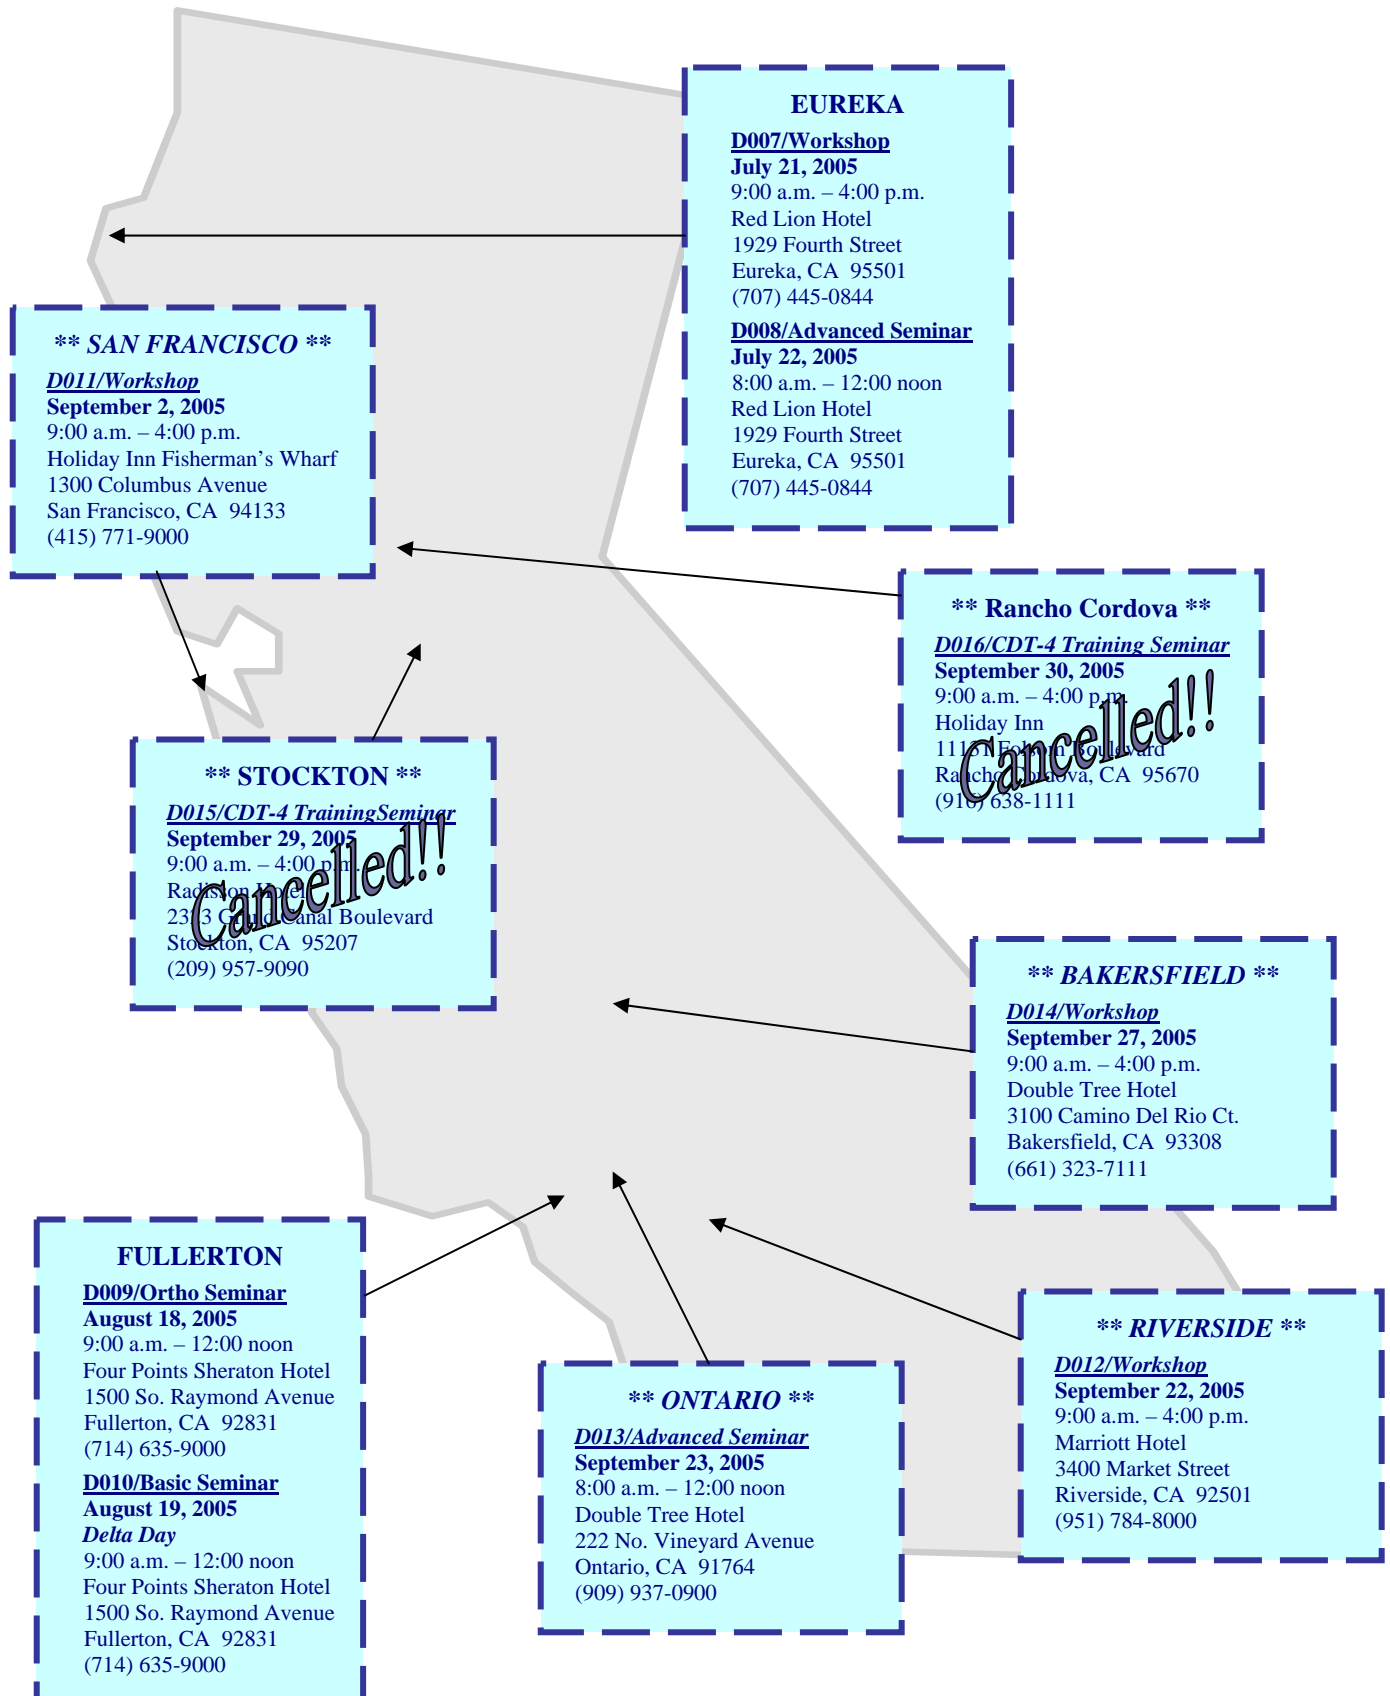 EUREKA
D007/Workshop
July 21, 2005
9:00 a.m. – 4:00 p.m.
Red Lion Hotel
1929 Fourth Street
Eureka, CA  95501
(707) 445-0844
D008/Advanced Seminar
July 22, 2005
8:00 a.m. – 12:00 noon
Red Lion Hotel
1929 Fourth Street
Eureka, CA  95501
(707) 445-0844
** SAN FRANCISCO **
D011/Workshop
September 2, 2005
9:00 a.m. – 4:00 p.m.
Holiday Inn Fisherman's Wharf
1300 Columbus Avenue
San Francisco, CA  94133
(415) 771-9000
** Rancho Cordova **
D016/CDT-4 Training Seminar
September 30, 2005
9:00 a.m. – 4:00 p.m.
Holiday Inn
Folsom Boulevard
Rancho Cordova, CA  95670
(916) 638-1111
Cancelled!!
** STOCKTON **
D015/CDT-4 TrainingSeminar
September 29, 2005
9:00 a.m. – 4:00 p.m.
Radisson Hotel
2323 Grand Canal Boulevard
Stockton, CA  95207
(209) 957-9090
Cancelled!!
** BAKERSFIELD **
D014/Workshop
September 27, 2005
9:00 a.m. – 4:00 p.m.
Double Tree Hotel
3100 Camino Del Rio Ct.
Bakersfield, CA  93308
(661) 323-7111
FULLERTON
D009/Ortho Seminar
August 18, 2005
9:00 a.m. – 12:00 noon
Four Points Sheraton Hotel
1500 So. Raymond Avenue
Fullerton, CA  92831
(714) 635-9000
D010/Basic Seminar
August 19, 2005
Delta Day
9:00 a.m. – 12:00 noon
Four Points Sheraton Hotel
1500 So. Raymond Avenue
Fullerton, CA  92831
(714) 635-9000
** ONTARIO **
D013/Advanced Seminar
September 23, 2005
8:00 a.m. – 12:00 noon
Double Tree Hotel
222 No. Vineyard Avenue
Ontario, CA  91764
(909) 937-0900
** RIVERSIDE **
D012/Workshop
September 22, 2005
9:00 a.m. – 4:00 p.m.
Marriott Hotel
3400 Market Street
Riverside, CA  92501
(951) 784-8000